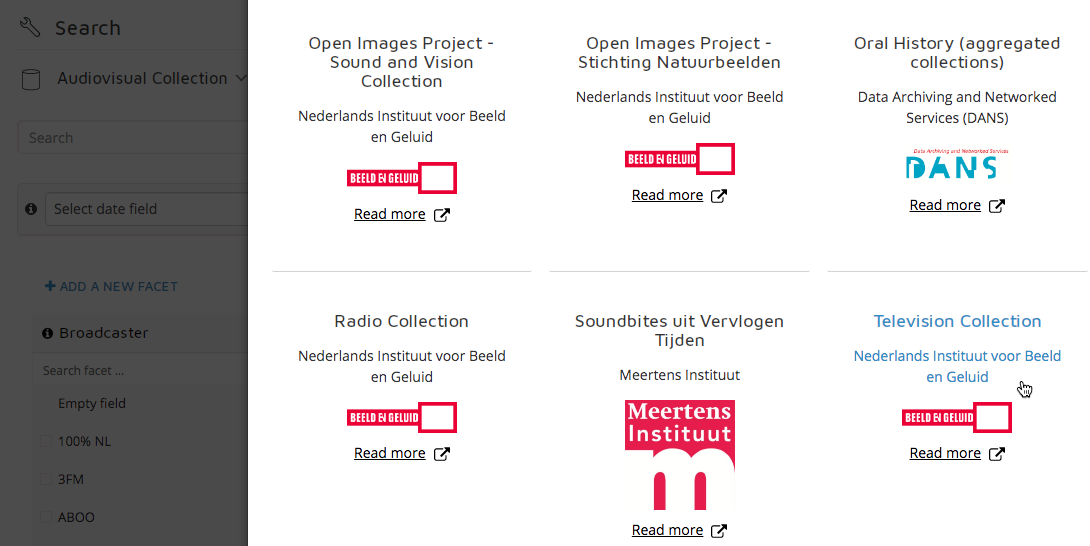 Search
Audiovisual Collection
Search
Select date field
ADD A NEW FACET
Broadcaster
Search facet ...
Empty field
100% NL
3FM
ABOO
Open Images Project -
Sound and Vision
Collection
Nederlands Instituut voor Beeld
en Geluid
BEELD EN GELUID
Read more
Open Images Project -
Stichting Natuurbeelden
Nederlands Instituut voor Beeld
en Geluid
BEELD EN GELUID
Read more
Oral History (aggregated
collections)
Data Archiving and Networked
Services (DANS)
Data Archiving and Networked Services
DANS
Read more
Radio Collection
Nederlands Instituut voor Beeld
en Geluid
BEELD EN GELUID
Read more
Soundbites uit Vervlogen
Tijden
Meertens Instituut
Meertens
Instituut
Read more
Television Collection
Nederlands Instituut voor Beeld
en Geluid
BEELD EN GELUID
Read more